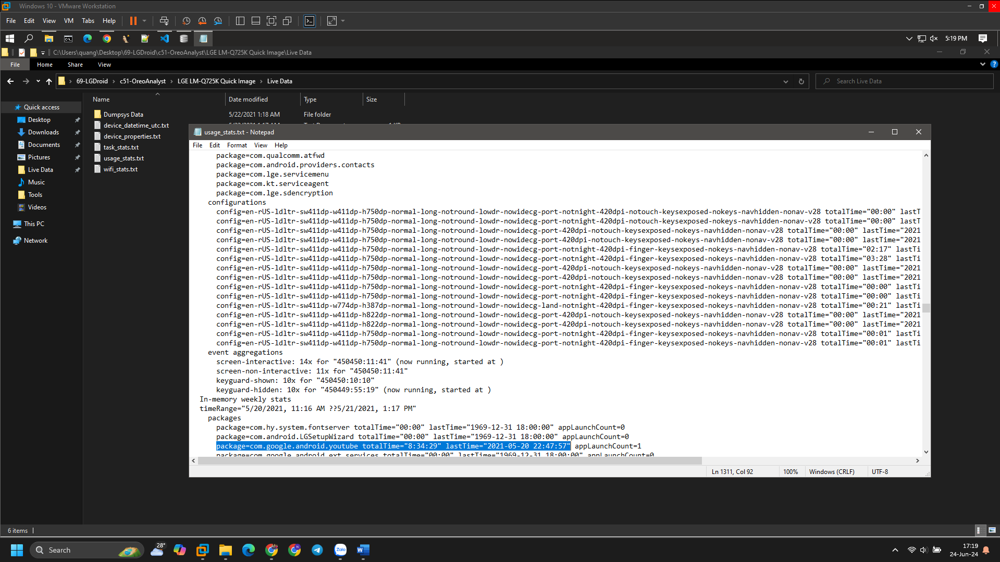 Windows 10 - VMware Workstation
File Edit View VM Tabs Help
5:19 PM
C:\Users\quang\Desktop\69-LGDroid\c51-OreoAnalyst\LGE LM-Q725K Quick Image\Live Data
File Home Share View
69-LGDroid c51-OreoAnalyst LGE LM-Q725K Quick Image Live Data
Search Live Data
Name Date modified Type Size
Quick access
Desktop
Downloads
Documents
Pictures
Live Data
Music
Tools
Videos
This PC
Network
Dumpsys Data 5/22/2021 1:18 AM File folder
device_datetime_utc.txt
device_properties.txt
task_stats.txt
usage_stats.txt
wifi_stats.txt
usage_stats.txt - Notepad
File Edit Format View Help
package=com.qualcomm.atfwd
package=com.android.providers.contacts
package=com.lge.servicemenu
package=com.kt.serviceagent
package=com.lge.sdencryption
configurations
config=en-rUS-ldltr-sw411dp-w411dp-h750dp-normal-long-notround-lowdr-nowidecg-port-notnight-420dpi-notouch-keysexposed-nokeys-navhidden-nonav-v28 totalTime="00:00" lastT
config=en-rUS-ldltr-sw411dp-w411dp-h750dp-normal-long-notround-lowdr-nowidecg-port-notnight-420dpi-notouch-keysexposed-nokeys-navhidden-nonav-v28 totalTime="00:00" lastT
config=en-rUS-ldltr-sw411dp-w411dp-h750dp-normal-long-notround-lowdr-nowidecg-port-420dpi-notouch-keysexposed-nokeys-navhidden-nonav-v28 totalTime="00:00" lastTime="2021
config=en-rUS-ldltr-sw411dp-w411dp-h750dp-normal-long-notround-lowdr-nowidecg-port-420dpi-notouch-keysexposed-nokeys-navhidden-nonav-v28 totalTime="00:00" lastTime="2021
config=en-rUS-ldltr-sw411dp-w411dp-h750dp-normal-long-notround-lowdr-nowidecg-port-notnight-420dpi-finger-keysexposed-nokeys-navhidden-nonav-v28 totalTime="02:17" lastTi
config=en-rUS-ldltr-sw411dp-w411dp-h750dp-normal-long-notround-lowdr-nowidecg-port-notnight-420dpi-finger-keysexposed-nokeys-navhidden-nonav-v28 totalTime="03:28" lastTi
config=en-rUS-ldltr-sw411dp-w411dp-h750dp-normal-long-notround-lowdr-nowidecg-port-420dpi-notouch-keysexposed-nokeys-navhidden-nonav-v28 totalTime="00:00" lastTime="2021
config=en-rUS-ldltr-sw411dp-w411dp-h750dp-normal-long-notround-lowdr-nowidecg-port-420dpi-notouch-keysexposed-nokeys-navhidden-nonav-v28 totalTime="00:00" lastTime="2021
config=en-rUS-ldltr-sw411dp-w411dp-h750dp-normal-long-notround-lowdr-nowidecg-port-notnight-420dpi-finger-keysexposed-nokeys-navhidden-nonav-v28 totalTime="00:00" lastTi
config=en-rUS-ldltr-sw411dp-w411dp-h750dp-normal-long-notround-lowdr-nowidecg-port-notnight-420dpi-finger-keysexposed-nokeys-navhidden-nonav-v28 totalTime="00:00" lastTi
config=en-rUS-ldltr-sw411dp-w774dp-h387dp-normal-long-notround-lowdr-nowidecg-land-notnight-420dpi-finger-keysexposed-nokeys-navhidden-nonav-v28 totalTime="00:21" lastTi
config=en-rUS-ldltr-sw411dp-w411dp-h822dp-normal-long-notround-lowdr-nowidecg-port-420dpi-notouch-keysexposed-nokeys-navhidden-nonav-v28 totalTime="00:00" lastTime="2021
config=en-rUS-ldltr-sw411dp-w411dp-h822dp-normal-long-notround-lowdr-nowidecg-port-420dpi-notouch-keysexposed-nokeys-navhidden-nonav-v28 totalTime="00:00" lastTime="2021
config=en-rUS-ldltr-sw411dp-w411dp-h750dp-normal-long-notround-lowdr-nowidecg-port-notnight-420dpi-finger-keysexposed-nokeys-navhidden-nonav-v28 totalTime="00:01" lastTi
config=en-rUS-ldltr-sw411dp-w411dp-h750dp-normal-long-notround-lowdr-nowidecg-port-notnight-420dpi-finger-keysexposed-nokeys-navhidden-nonav-v28 totalTime="00:01" lastTi
event aggregations
screen-interactive: 14x for "450450:11:41" (now running, started at )
screen-non-interactive: 11x for "450450:11:41"
keyguard-shown: 10x for "450450:10:10"
keyguard-hidden: 10x for "450449:55:19" (now running, started at )
In-memory weekly stats
timeRange="5/20/2021, 11:16 AM ??5/21/2021, 1:17 PM"
packages
package=com.hy.system.fontserver totalTime="00:00" lastTime="1969-12-31 18:00:00" appLaunchCount=0
package=com.android.LGSetupWizard totalTime="00:00" lastTime="1969-12-31 18:00:00" appLaunchCount=0
package=com.google.android.youtube totalTime="8:34:29" lastTime="2021-05-20 22:47:57" appLaunchCount=1
package=com.google.android.ext.services totalTime="00:00" lastTime="1969-12-31 18:00:00" appLaunchCount=0
Ln 1311, Col 92 100% Windows (CRLF) UTF-8
6 items
Search
28°
Zalo
17:19
24-Jun-24